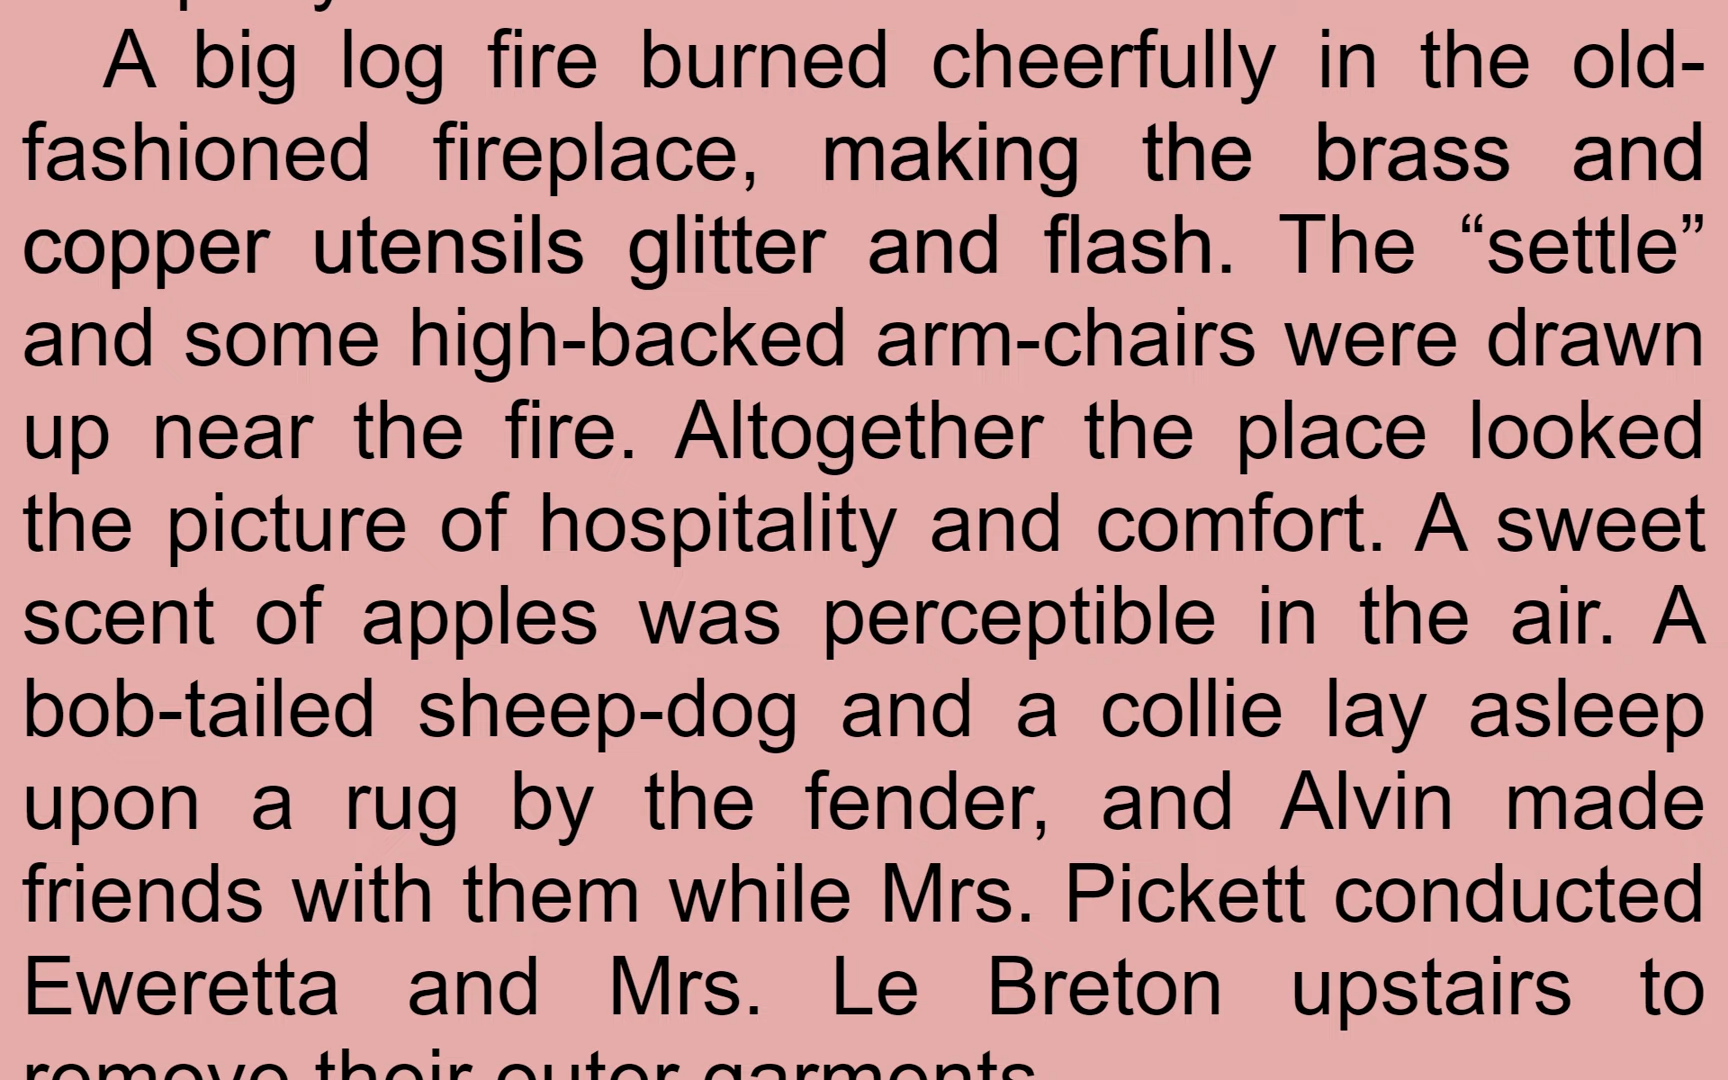 A big log fire burned cheerfully in the old-
fashioned fireplace, making the brass and
copper utensils glitter and flash. The “settle”
and some high-backed arm-chairs were drawn
up near the fire. Altogether the place looked
the picture of hospitality and comfort. A sweet
scent of apples was perceptible in the air. A
bob-tailed sheep-dog and a collie lay asleep
upon a rug by the fender, and Alvin made
friends with them while Mrs. Pickett conducted
Eweretta and Mrs. Le Breton upstairs to
remove their outer garments.